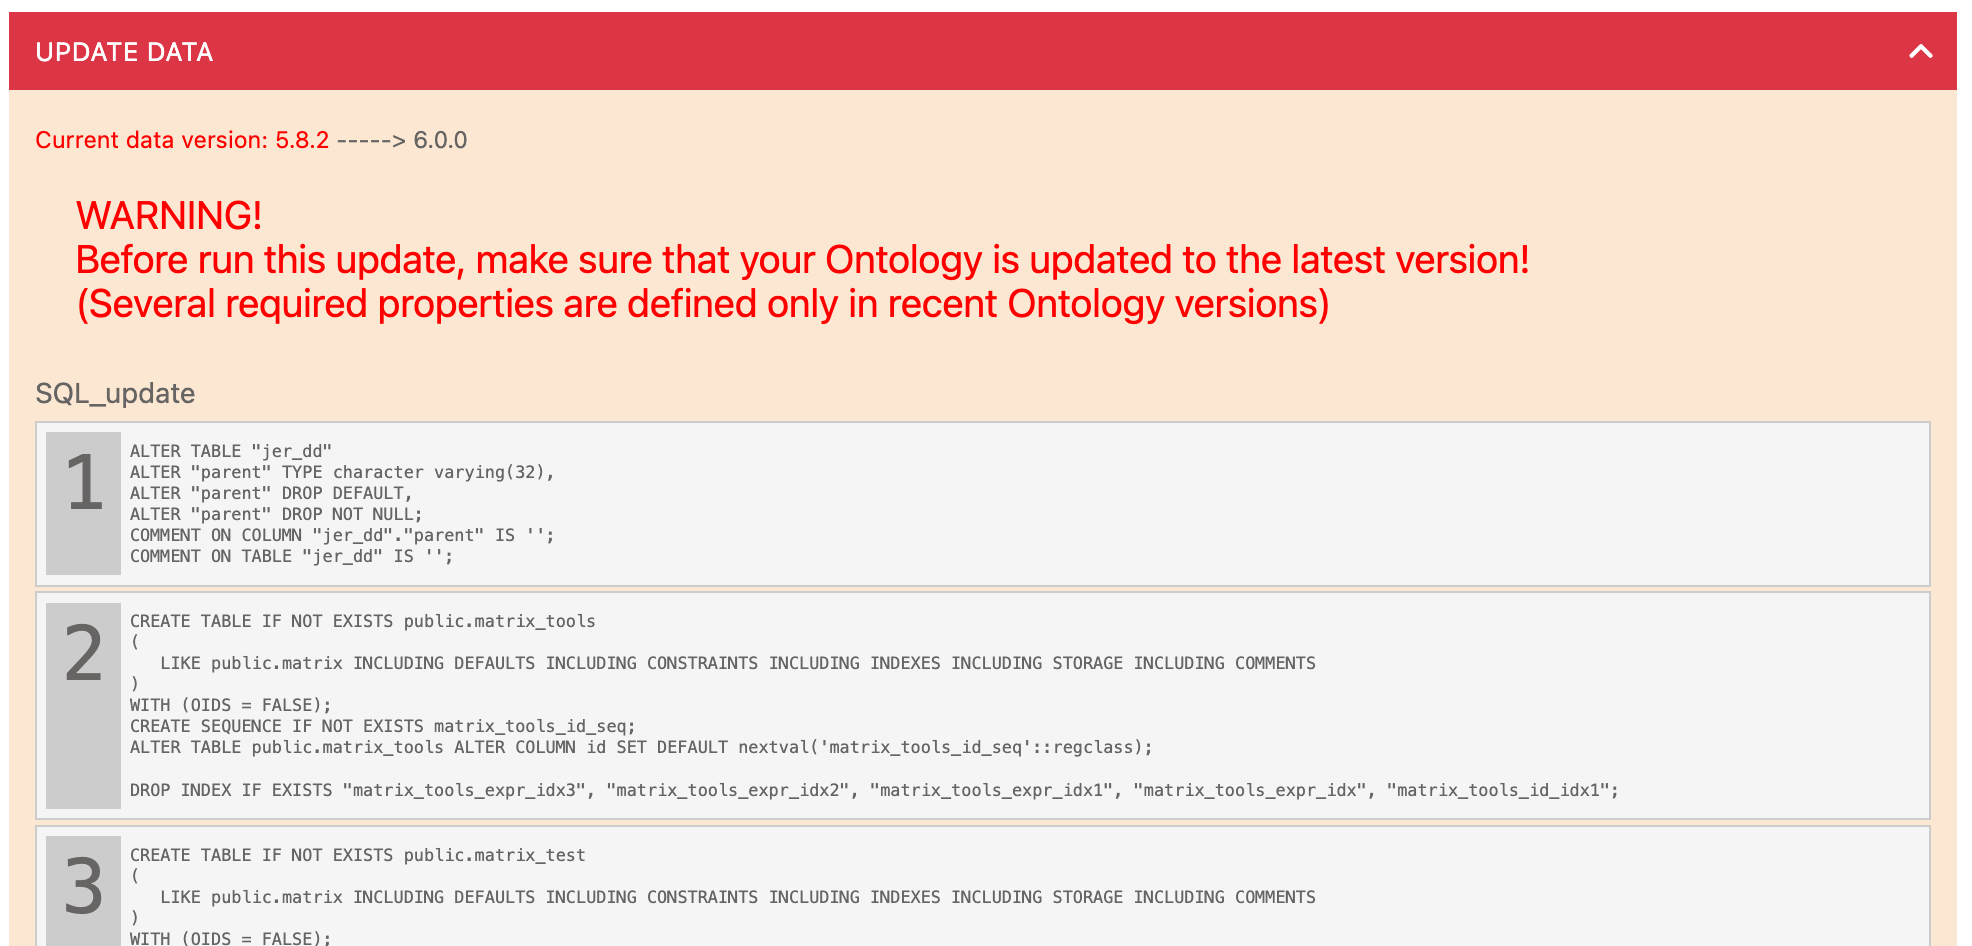 UPDATE DATA
Current data version: 5.8.2 -----> 6.0.0
WARNING!
Before run this update, make sure that your Ontology is updated to the latest version!
(Several required properties are defined only in recent Ontology versions)
SQL_update
1
ALTER TABLE "jer_dd"
ALTER "parent" TYPE character varying(32),
ALTER "parent" DROP DEFAULT,
ALTER "parent" DROP NOT NULL;
COMMENT ON COLUMN "jer_dd"."parent" IS '';
COMMENT ON TABLE "jer_dd" IS '';
2
CREATE TABLE IF NOT EXISTS public.matrix_tools
(
   LIKE public.matrix INCLUDING DEFAULTS INCLUDING CONSTRAINTS INCLUDING INDEXES INCLUDING STORAGE INCLUDING COMMENTS
)
WITH (OIDS = FALSE);
CREATE SEQUENCE IF NOT EXISTS matrix_tools_id_seq;
ALTER TABLE public.matrix_tools ALTER COLUMN id SET DEFAULT nextval('matrix_tools_id_seq'::regclass);
DROP INDEX IF EXISTS "matrix_tools_expr_idx3", "matrix_tools_expr_idx2", "matrix_tools_expr_idx1", "matrix_tools_expr_idx", "matrix_tools_id_idx1";
3
CREATE TABLE IF NOT EXISTS public.matrix_test
(
   LIKE public.matrix INCLUDING DEFAULTS INCLUDING CONSTRAINTS INCLUDING INDEXES INCLUDING STORAGE INCLUDING COMMENTS
)
WITH (OIDS = FALSE);